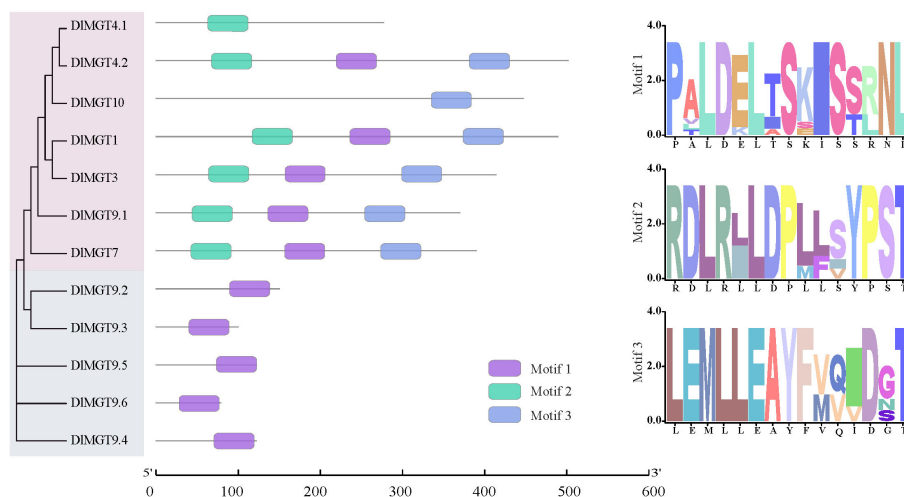 DlMGT4.1
DlMGT4.2
DlMGT10
DlMGT1
DlMGT3
DlMGT9.1
DlMGT7
DlMGT9.2
DlMGT9.3
DlMGT9.5
DlMGT9.6
DlMGT9.4
Motif 1
Motif 2
Motif 3
5' 3'
0 100 200 300 400 500 600
Motif 1
4.0
2.0
0.0
P A L D E L T S K I S S R N L
Motif 2
4.0
2.0
0.0
R D L R L L D P L L S Y P S T
Motif 3
4.0
2.0
0.0
L E M L L E A Y F V Q I D G T